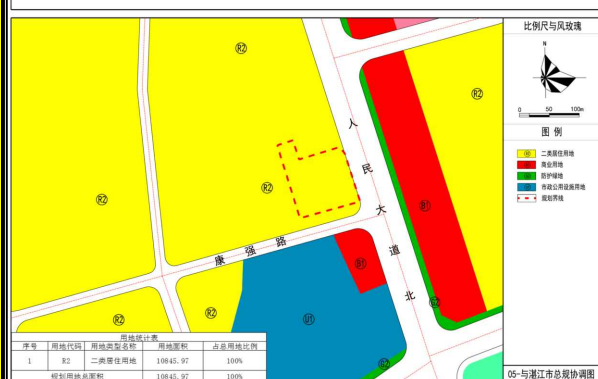 比例尺与风玫瑰
N
0 50 100m
图 例
R2 二类居住用地
商业用地
防护绿地
市政公用设施用地
规划界线
R2
R2
R2
R2
R2
R2
B1
B1
U1
G2
G2
人民大道北
康强路
用地统计表
序号 用地代码 用地类型名称 用地面积 占总用地比例
1 R2 二类居住用地 10845.97 100%
规划用地总面积 10845.97 100%
05-与湛江市总规协调图